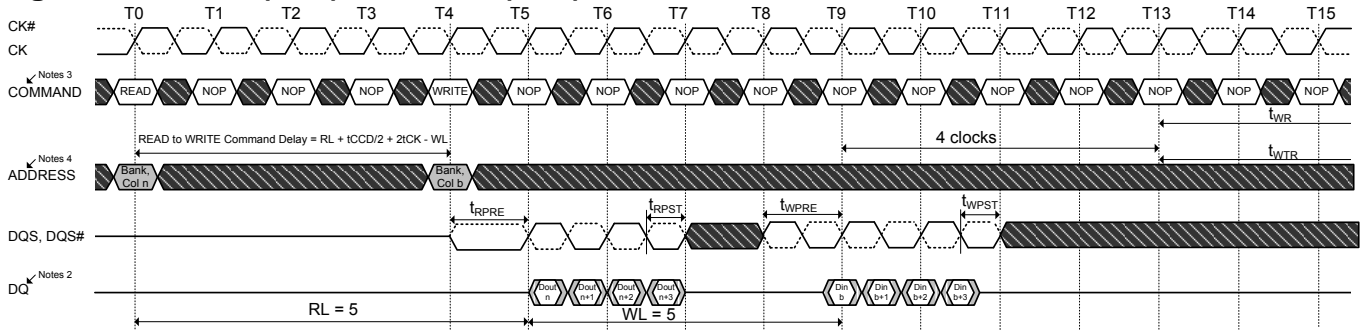 T0 T1 T2 T3 T4 T5 T6 T7 T8 T9 T10 T11 T12 T13 T14 T15
CK#
CK
Notes 3
COMMAND READ NOP NOP NOP WRITE NOP NOP NOP NOP NOP NOP NOP NOP NOP NOP NOP
tWR
READ to WRITE Command Delay = RL + tCCD/2 + 2tCK - WL
4 clocks
tWTR
Notes 4
ADDRESS
Bank, Col n
Bank, Col b
tRPRE tRPST tWPRE tWPST
DQS, DQS#
Notes 2
DQ
Dout n
Dout n+1
Dout n+2
Dout n+3
Din b
Din b+1
Din b+2
Din b+3
RL = 5 WL = 5